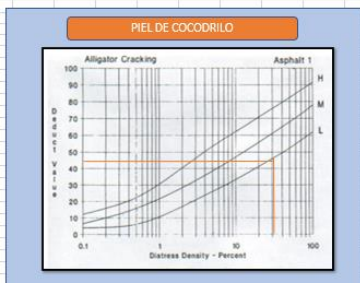 PIEL DE COCODRILO
Alligator Cracking Asphalt 1
100
90
80
70
60
50
40
30
20
10
0
Deduct Value
H
M
L
0.1 1 10 100
Distress Density - Percent